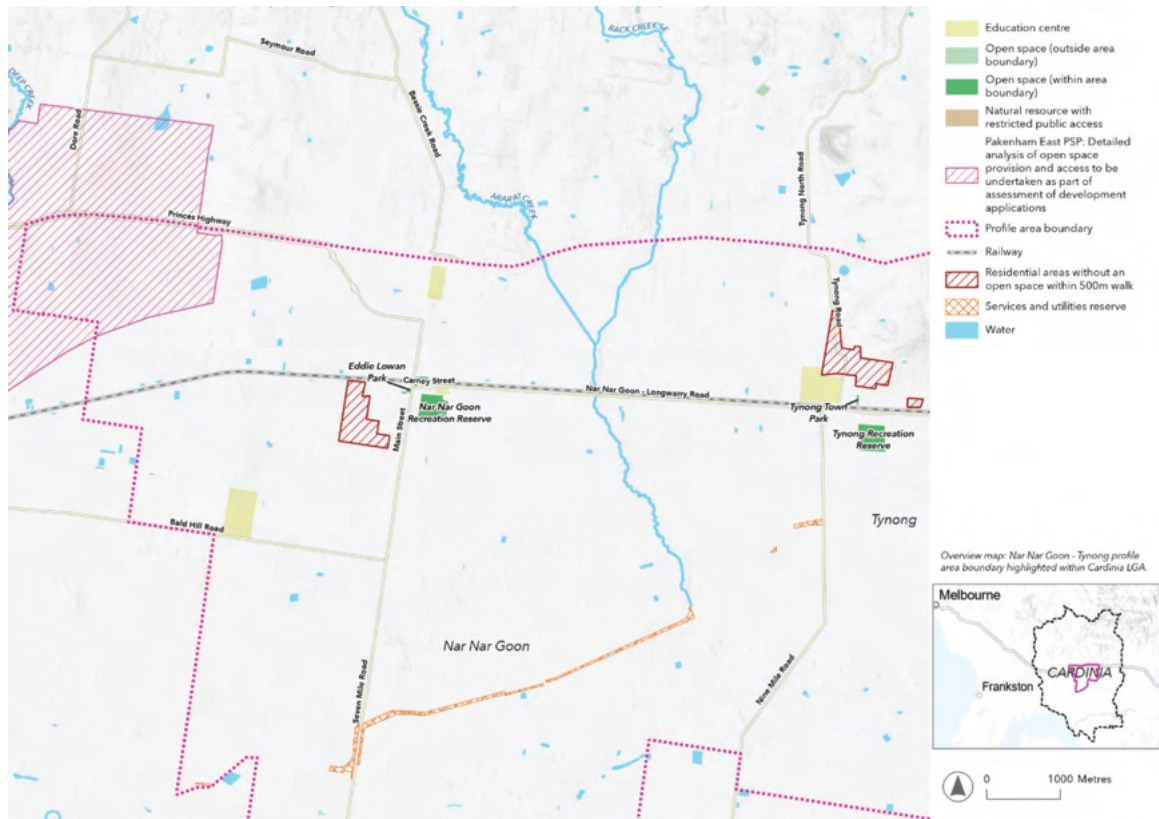 Seymour Road
BACK CREEK
DEEP CREEK
Dore Road
Bessie Creek Road
Tynong North Road
ARARAT CREEK
Princes Highway
Tynong Road
Eddie Lowan
Park
Carney Street
Nar Nar Goon - Longwarry Road
Nar Nar Goon
Recreation Reserve
Main Street
Tynong Town
Park
Tynong Recreation
Reserve
Bald Hill Road
Tynong
Nar Nar Goon
Seven Mile Road
Nine Mile Road
Education centre
Open space (outside area
boundary)
Open space (within area
boundary)
Natural resource with
restricted public access
Pakenham East PSP: Detailed
analysis of open space
provision and access to be
undertaken as part of
assessment of development
applications
Profile area boundary
Railway
Residential areas without an
open space within 500m walk
Services and utilities reserve
Water
Overview map: Nar Nar Goon - Tynong profile
area boundary highlighted within Cardinia LGA.
Melbourne
CARDINIA
Frankston
0 1000 Metres